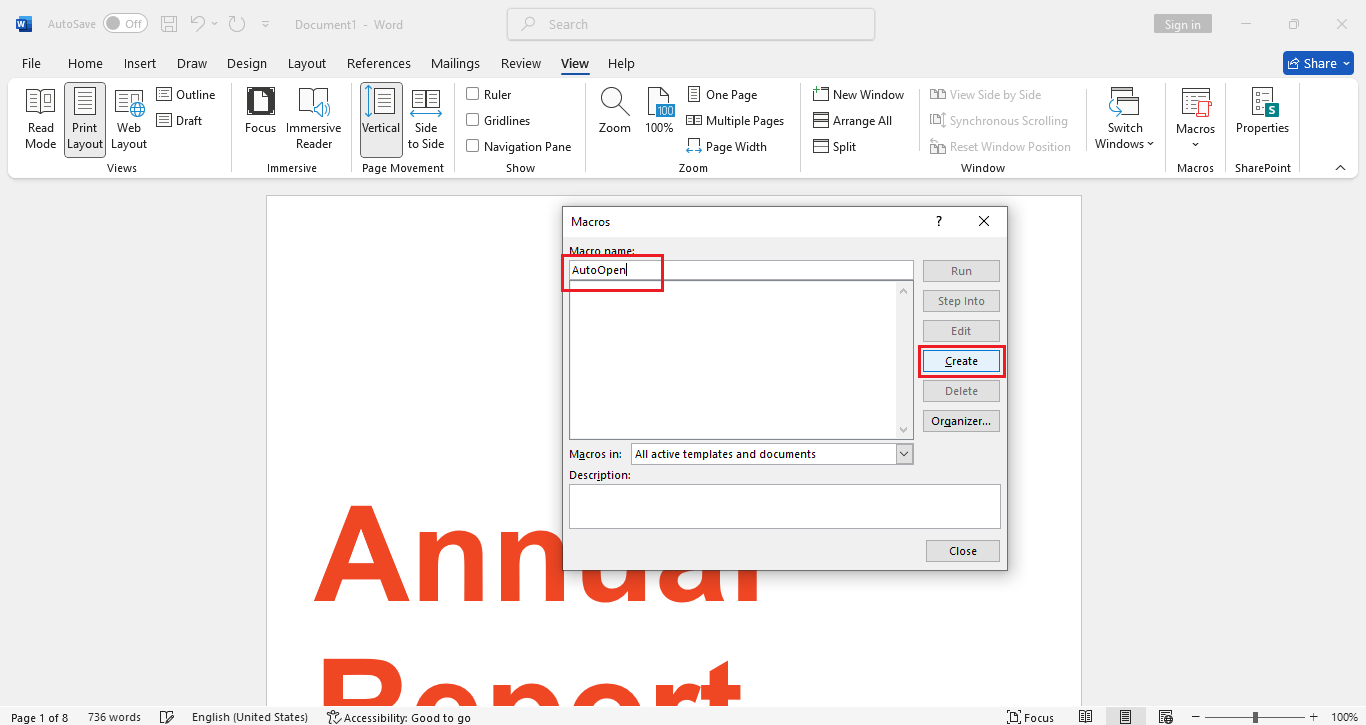 AutoSave Off Document1 - Word Search Sign in
File Home Insert Draw Design Layout References Mailings Review View Help Share
Read Mode
Print Layout
Web Layout
Outline
Draft
Views
Focus
Immersive Reader
Immersive
Vertical
Side to Side
Page Movement
Ruler
Gridlines
Navigation Pane
Show
Zoom
100
100%
One Page
Multiple Pages
Page Width
Zoom
New Window
Arrange All
Split
View Side by Side
Synchronous Scrolling
Reset Window Position
Switch Windows
Window
Macros
Macros
Properties
SharePoint
Macros ?
Macro name:
AutoOpen
Run
Step Into
Edit
Create
Delete
Organizer...
Macros in: All active templates and documents
Description:
Close
Annual
Report
Page 1 of 8 736 words English (United States) Accessibility: Good to go Focus 100%